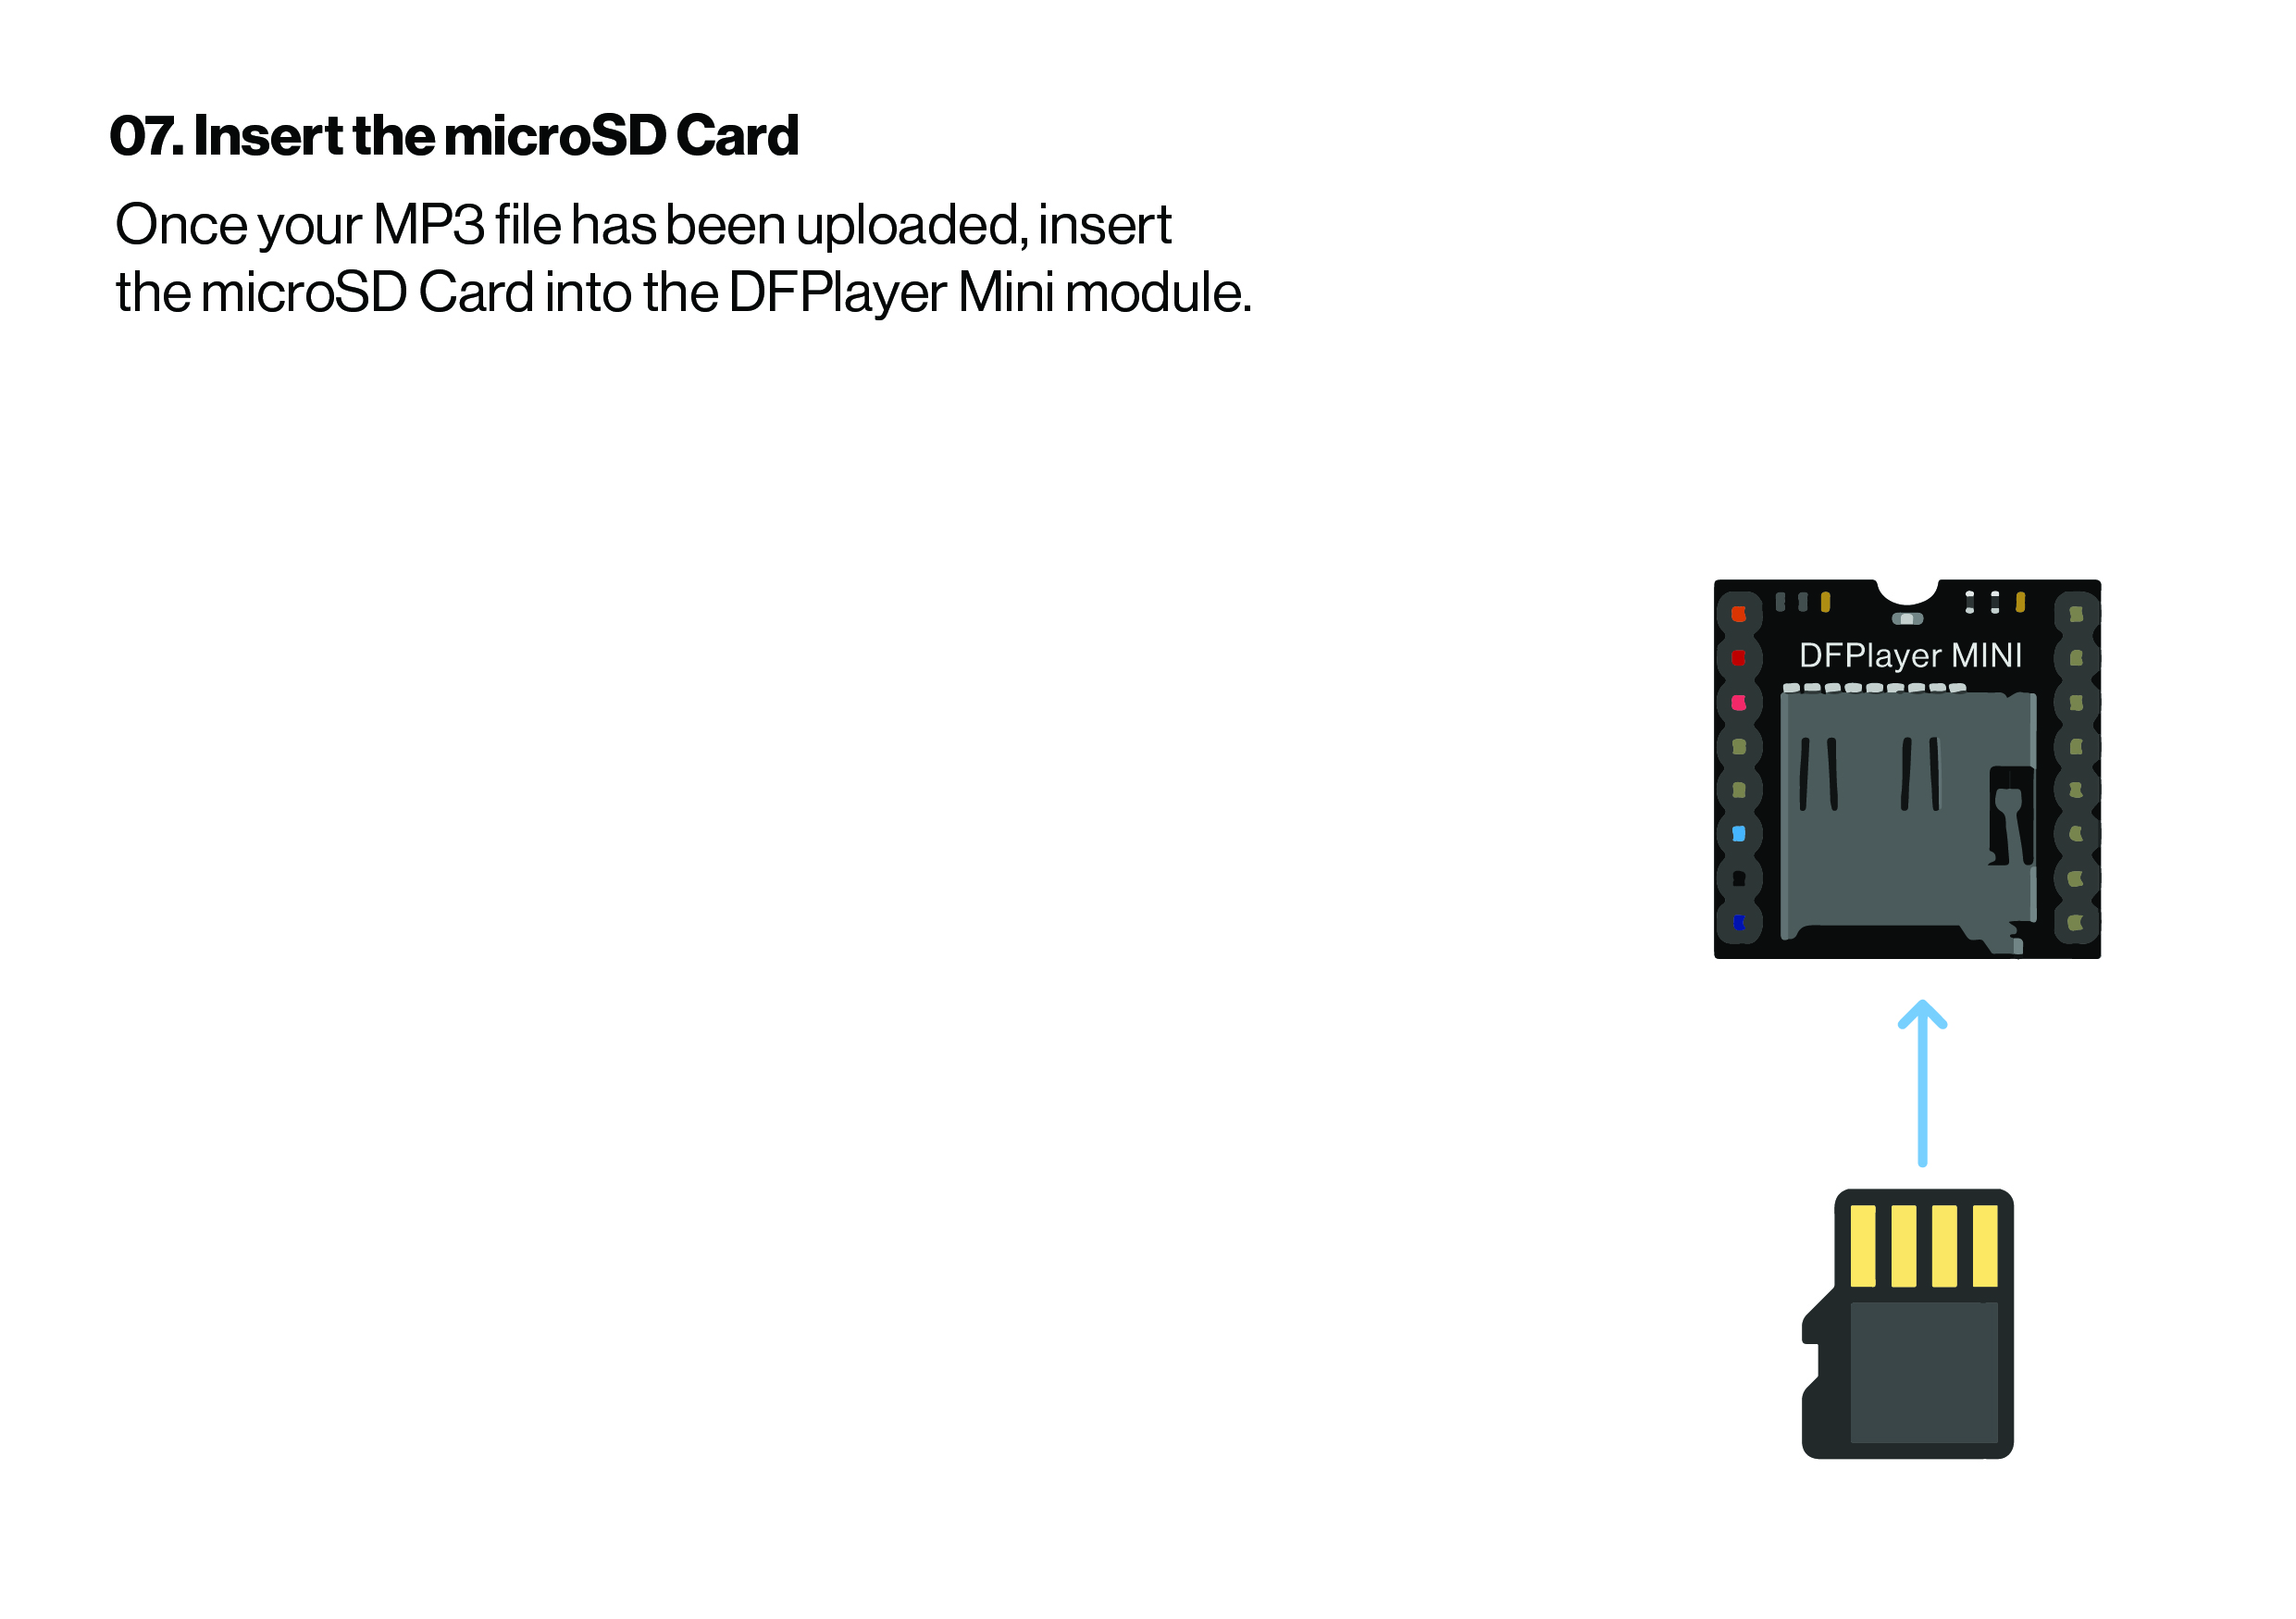 07. Insert the microSD Card
Once your MP3 file has been uploaded, insert
the microSD Card into the DFPlayer Mini module.
DFPlayer MINI